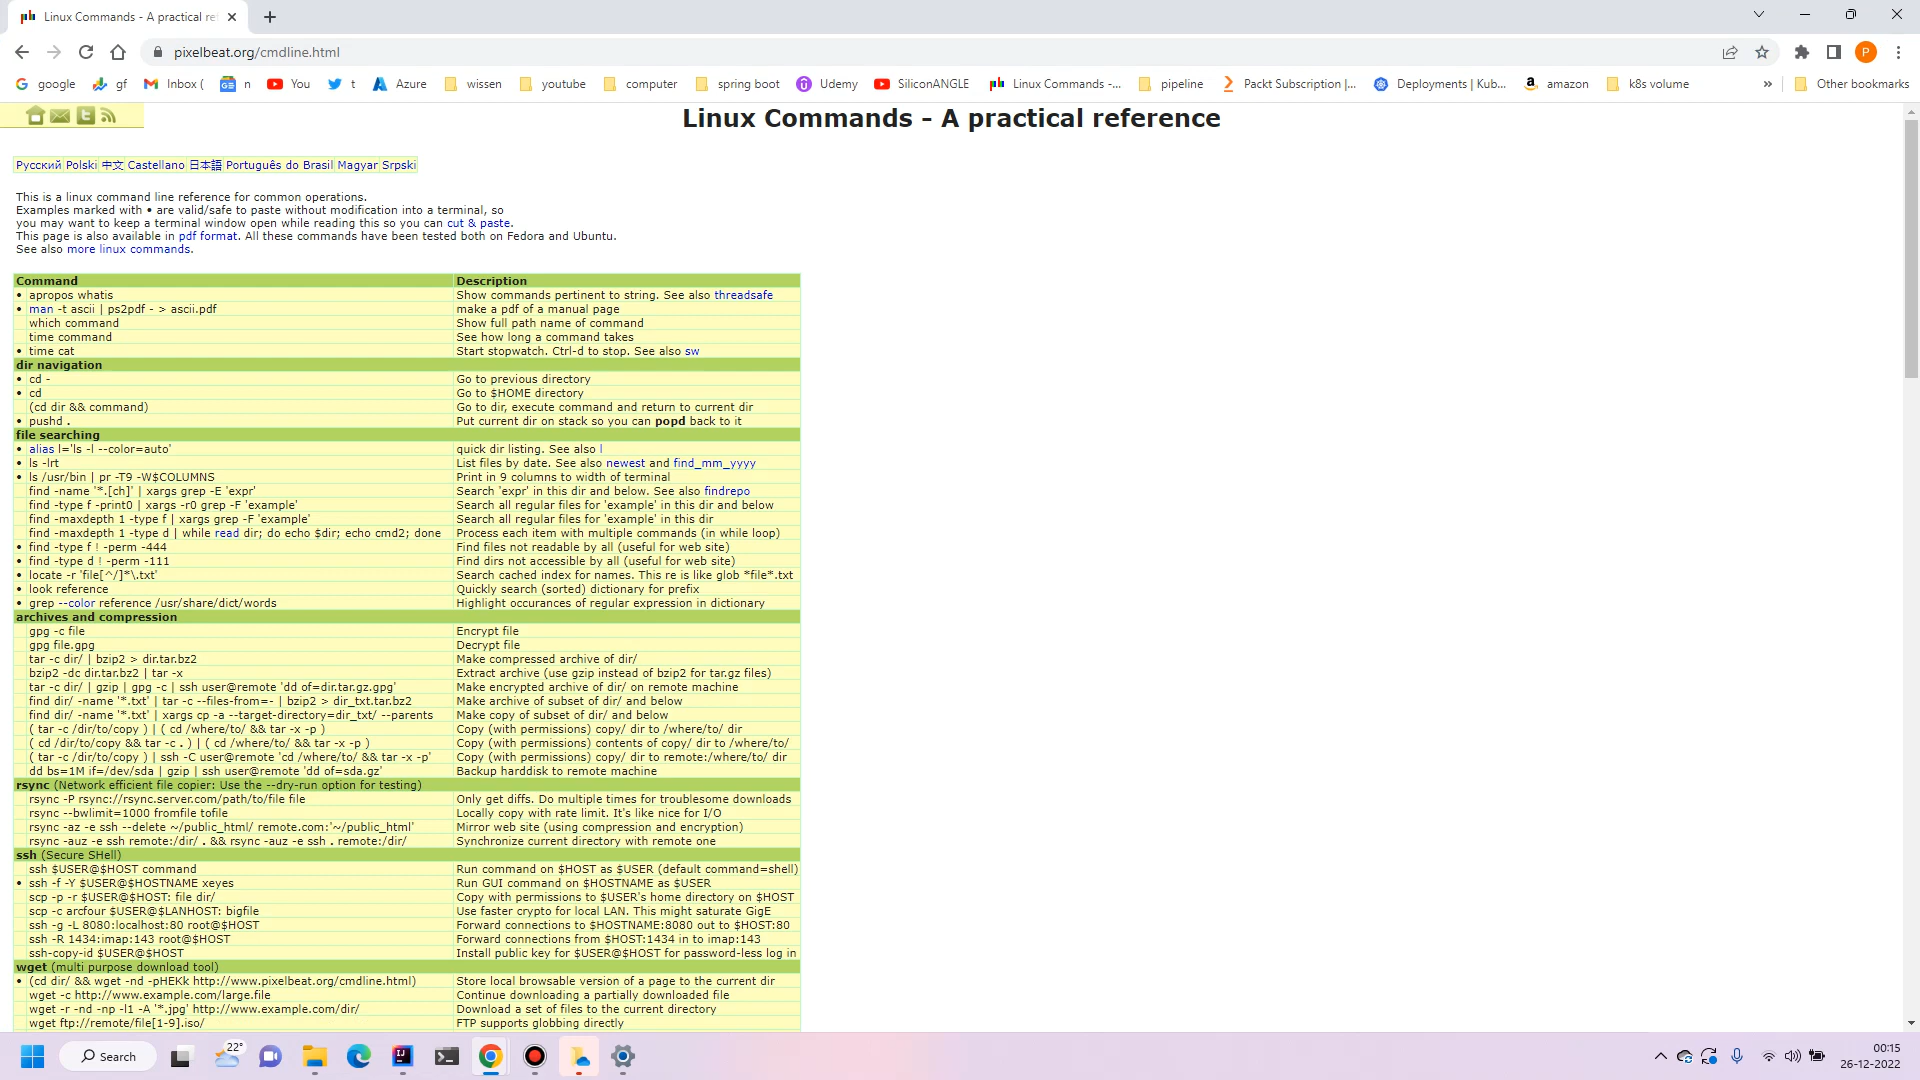 Linux Commands - A practical re
pixelbeat.org/cmdline.html
P
google gf Inbox ( n You t Azure wissen youtube computer spring boot Udemy SiliconANGLE Linux Commands -... pipeline Packt Subscription |... Deployments | Kub... amazon k8s volume » Other bookmarks
Linux Commands - A practical reference
Русский Polski 中文 Castellano 日本語 Português do Brasil Magyar Srpski
This is a linux command line reference for common operations.
Examples marked with • are valid/safe to paste without modification into a terminal, so
you may want to keep a terminal window open while reading this so you can cut & paste.
This page is also available in pdf format. All these commands have been tested both on Fedora and Ubuntu.
See also more linux commands.
Command Description
• apropos whatis Show commands pertinent to string. See also threadsafe
• man -t ascii | ps2pdf - > ascii.pdf make a pdf of a manual page
which command Show full path name of command
time command See how long a command takes
• time cat Start stopwatch. Ctrl-d to stop. See also sw
dir navigation
• cd - Go to previous directory
• cd Go to $HOME directory
(cd dir && command) Go to dir, execute command and return to current dir
• pushd . Put current dir on stack so you can popd back to it
file searching
• alias l='ls -l --color=auto' quick dir listing. See also l
• ls -lrt List files by date. See also newest and find_mm_yyyy
• ls /usr/bin | pr -T9 -W$COLUMNS Print in 9 columns to width of terminal
find -name '*.[ch]' | xargs grep -E 'expr' Search 'expr' in this dir and below. See also findrepo
find -type f -print0 | xargs -r0 grep -F 'example' Search all regular files for 'example' in this dir and below
find -maxdepth 1 -type f | xargs grep -F 'example' Search all regular files for 'example' in this dir
find -maxdepth 1 -type d | while read dir; do echo $dir; echo cmd2; done Process each item with multiple commands (in while loop)
• find -type f ! -perm -444 Find files not readable by all (useful for web site)
• find -type d ! -perm -111 Find dirs not accessible by all (useful for web site)
• locate -r 'file[^/]*\.txt' Search cached index for names. This re is like glob *file*.txt
• look reference Quickly search (sorted) dictionary for prefix
• grep --color reference /usr/share/dict/words Highlight occurances of regular expression in dictionary
archives and compression
gpg -c file Encrypt file
gpg file.gpg Decrypt file
tar -c dir/ | bzip2 > dir.tar.bz2 Make compressed archive of dir/
bzip2 -dc dir.tar.bz2 | tar -x Extract archive (use gzip instead of bzip2 for tar.gz files)
tar -c dir/ | gzip | gpg -c | ssh user@remote 'dd of=dir.tar.gz.gpg' Make encrypted archive of dir/ on remote machine
find dir/ -name '*.txt' | tar -c --files-from=- | bzip2 > dir_txt.tar.bz2 Make archive of subset of dir/ and below
find dir/ -name '*.txt' | xargs cp -a --target-directory=dir_txt/ --parents Make copy of subset of dir/ and below
( tar -c /dir/to/copy ) | ( cd /where/to/ && tar -x -p ) Copy (with permissions) copy/ dir to /where/to/ dir
( cd /dir/to/copy && tar -c . ) | ( cd /where/to/ && tar -x -p ) Copy (with permissions) contents of copy/ dir to /where/to/
( tar -c /dir/to/copy ) | ssh -C user@remote 'cd /where/to/ && tar -x -p' Copy (with permissions) copy/ dir to remote:/where/to/ dir
dd bs=1M if=/dev/sda | gzip | ssh user@remote 'dd of=sda.gz' Backup harddisk to remote machine
rsync (Network efficient file copier: Use the --dry-run option for testing)
rsync -P rsync://rsync.server.com/path/to/file file Only get diffs. Do multiple times for troublesome downloads
rsync --bwlimit=1000 fromfile tofile Locally copy with rate limit. It's like nice for I/O
rsync -az -e ssh --delete ~/public_html/ remote.com:'~/public_html' Mirror web site (using compression and encryption)
rsync -auz -e ssh remote:/dir/ . && rsync -auz -e ssh . remote:/dir/ Synchronize current directory with remote one
ssh (Secure SHell)
ssh $USER@$HOST command Run command on $HOST as $USER (default command=shell)
• ssh -f -Y $USER@$HOSTNAME xeyes Run GUI command on $HOSTNAME as $USER
scp -p -r $USER@$HOST: file dir/ Copy with permissions to $USER's home directory on $HOST
scp -c arcfour $USER@$LANHOST: bigfile Use faster crypto for local LAN. This might saturate GigE
ssh -g -L 8080:localhost:80 root@$HOST Forward connections to $HOSTNAME:8080 out to $HOST:80
ssh -R 1434:imap:143 root@$HOST Forward connections from $HOST:1434 in to imap:143
ssh-copy-id $USER@$HOST Install public key for $USER@$HOST for password-less log in
wget (multi purpose download tool)
• (cd dir/ && wget -nd -pHEKk http://www.pixelbeat.org/cmdline.html) Store local browsable version of a page to the current dir
wget -c http://www.example.com/large.file Continue downloading a partially downloaded file
wget -r -nd -np -l1 -A '*.jpg' http://www.example.com/dir/ Download a set of files to the current directory
wget ftp://remote/file[1-9].iso/ FTP supports globbing directly
Search 22° 00:15
26-12-2022